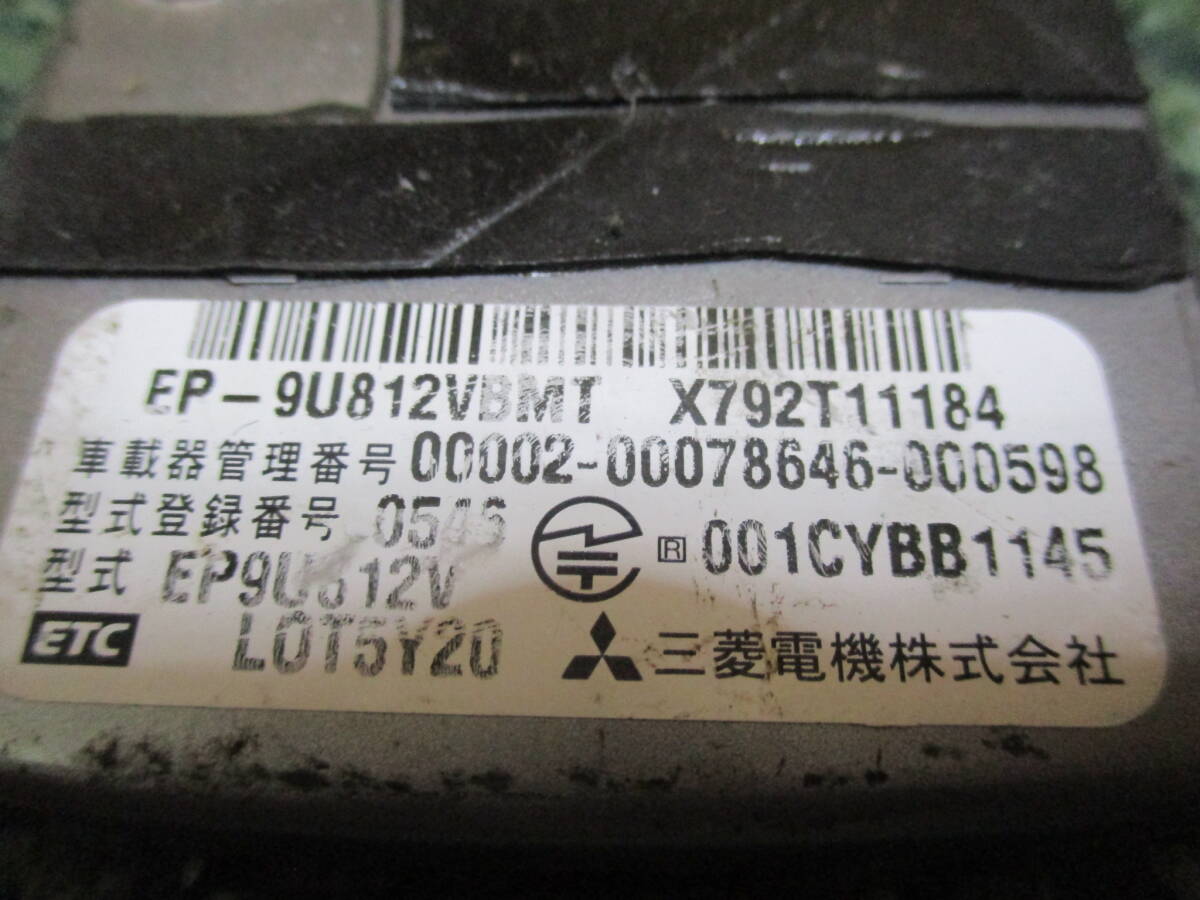 EP-9U812VBMT X792T11184
車載器管理番号 00002-00078646-000598
型式登録番号 0546
型式 EP9U812V
R 001CYBB1145
ETC LOT5Y20 三菱電機株式会社